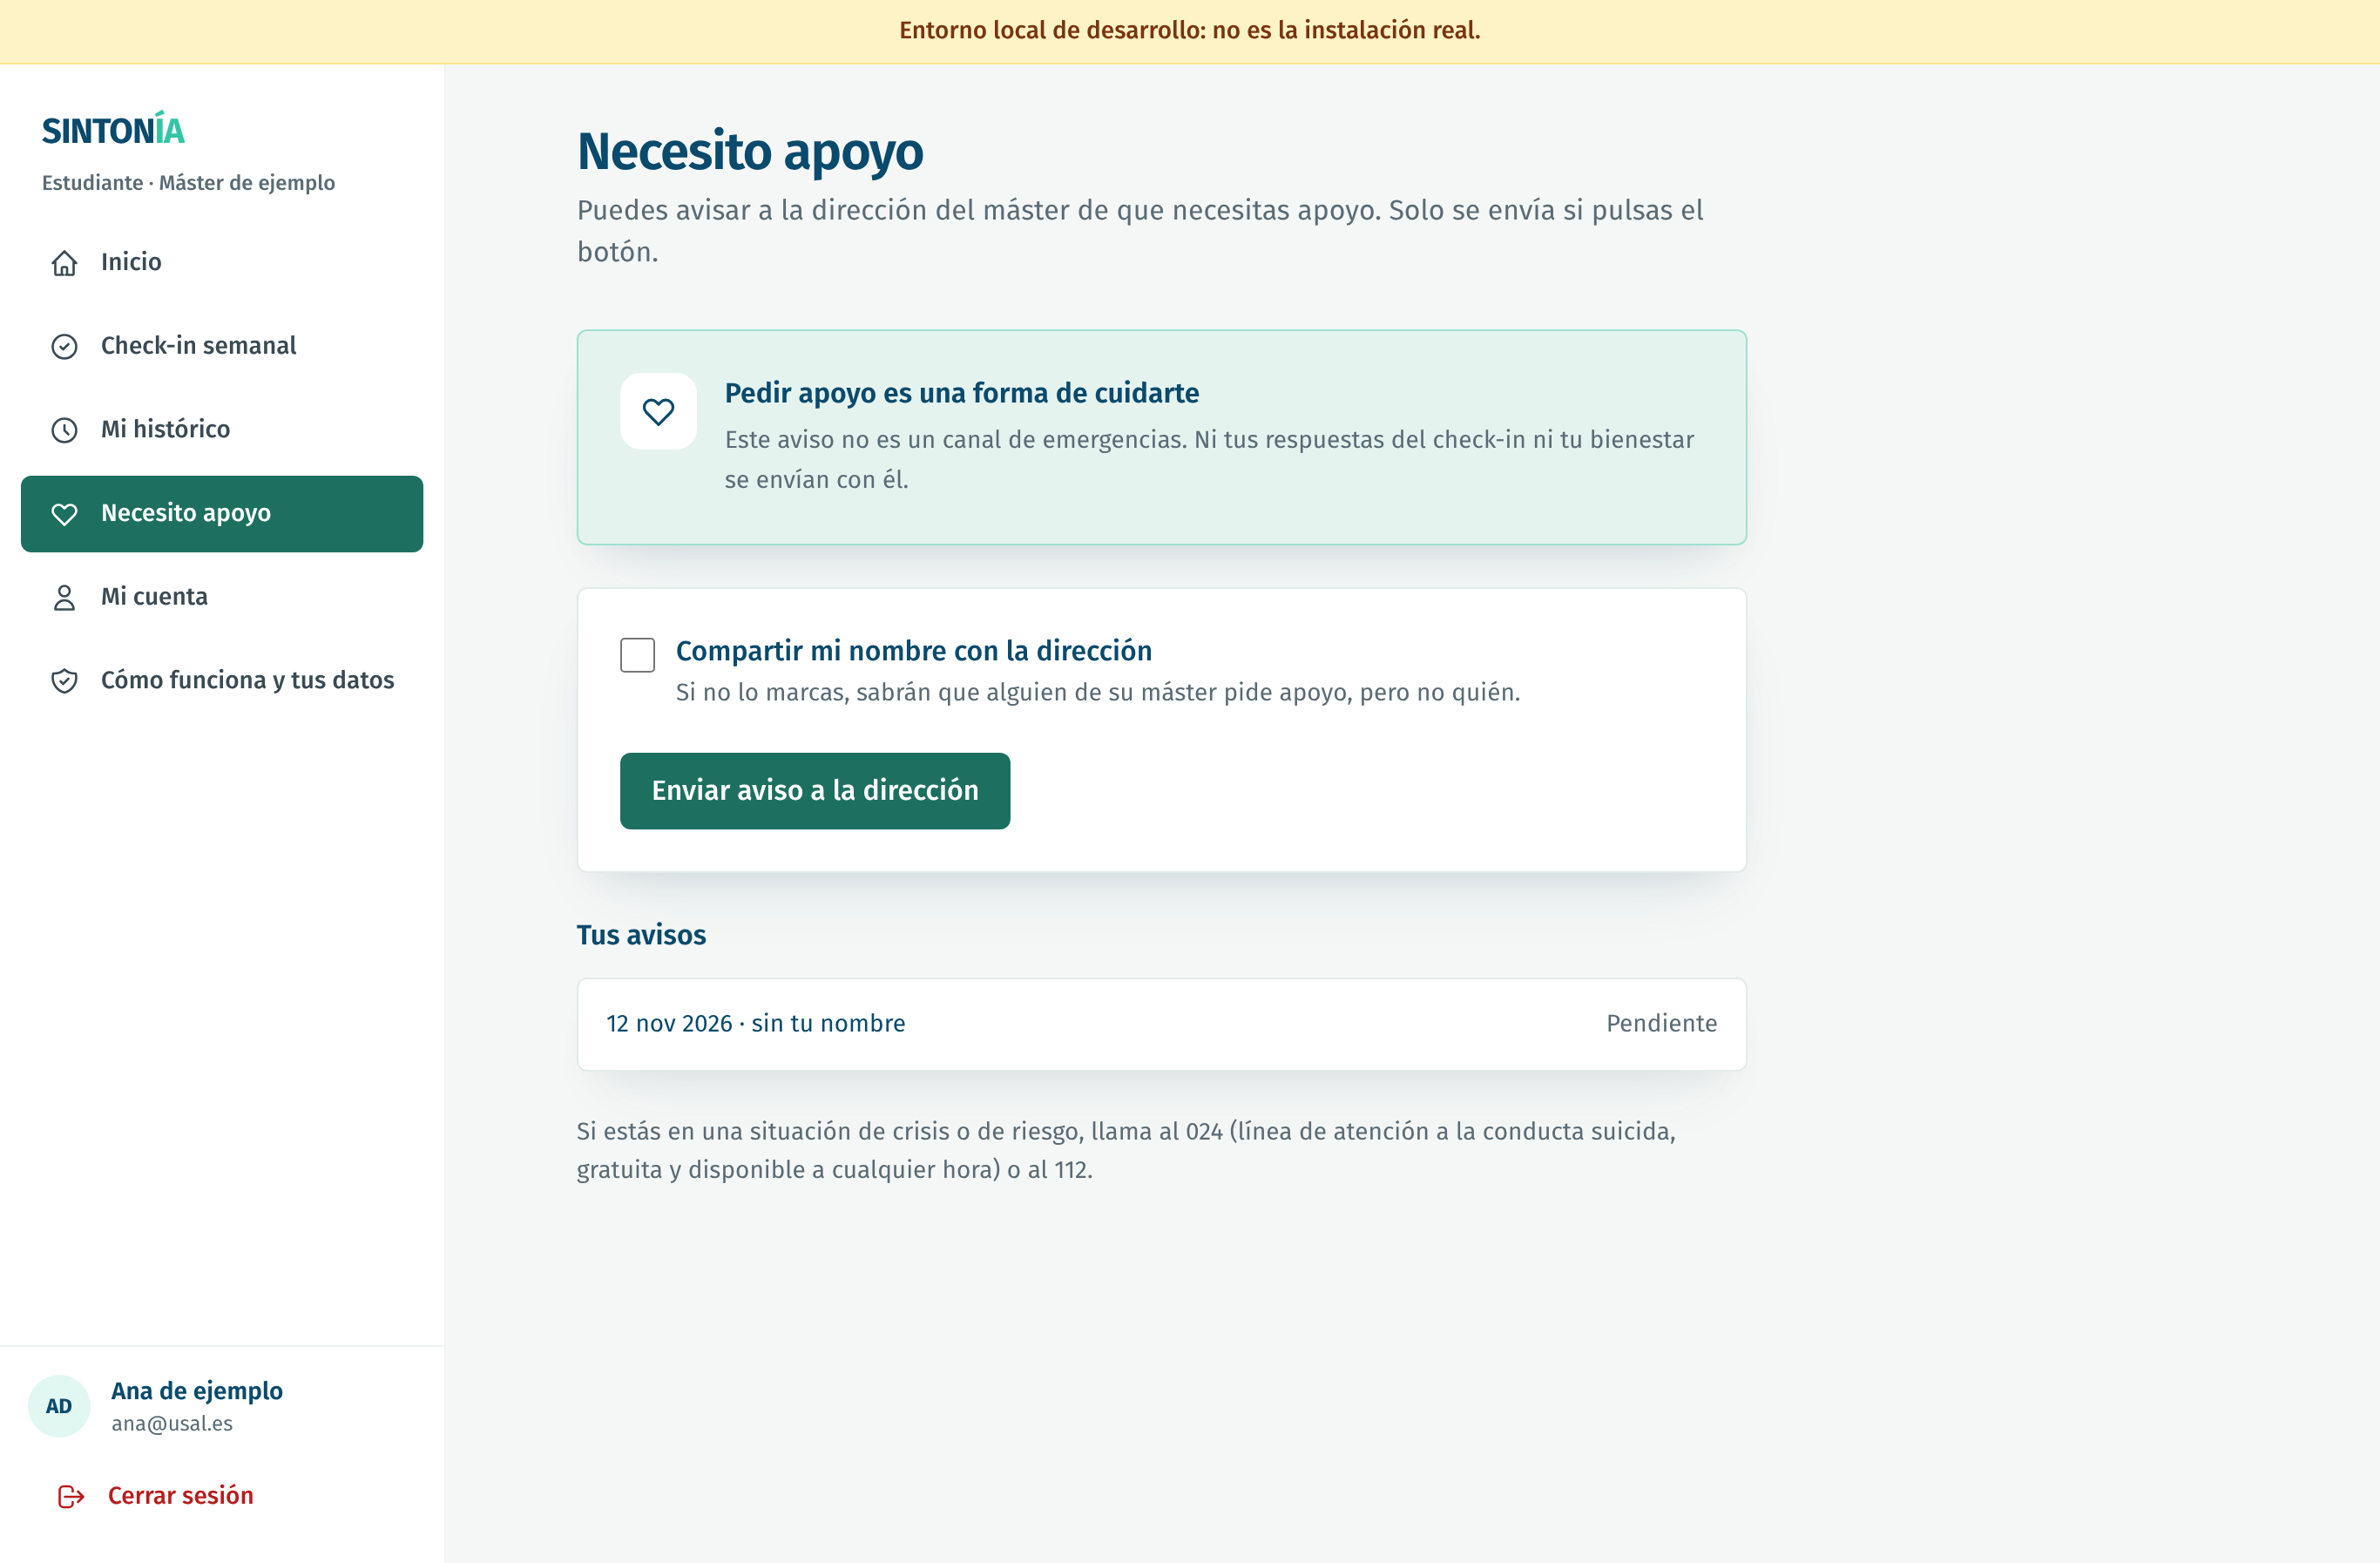 Entorno local de desarrollo: no es la instalación real.
SINTONÍA
Estudiante · Máster de ejemplo
Inicio
Check-in semanal
Mi histórico
Necesito apoyo
Mi cuenta
Cómo funciona y tus datos
Ana de ejemplo
AD
ana@usal.es
Cerrar sesión
Necesito apoyo
Puedes avisar a la dirección del máster de que necesitas apoyo. Solo se envía si pulsas el
botón.
Pedir apoyo es una forma de cuidarte
Este aviso no es un canal de emergencias. Ni tus respuestas del check-in ni tu bienestar
se envían con él.
Compartir mi nombre con la dirección
Si no lo marcas, sabrán que alguien de su máster pide apoyo, pero no quién.
Enviar aviso a la dirección
Tus avisos
12 nov 2026 · sin tu nombre
Pendiente
Si estás en una situación de crisis o de riesgo, llama al 024 (línea de atención a la conducta suicida,
gratuita y disponible a cualquier hora) o al 112.